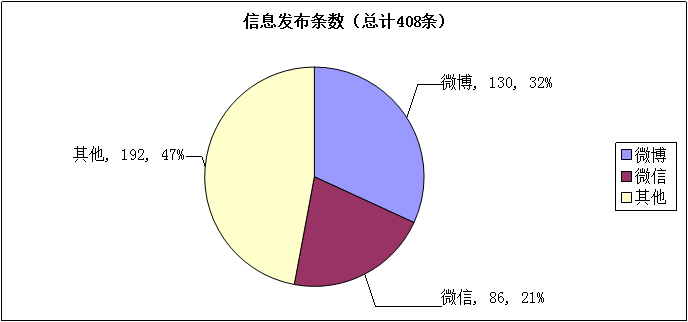 信息发布条数（总计408条）
微博, 130, 32%
其他, 192, 47%
微信, 86, 21%
微博
微信
其他